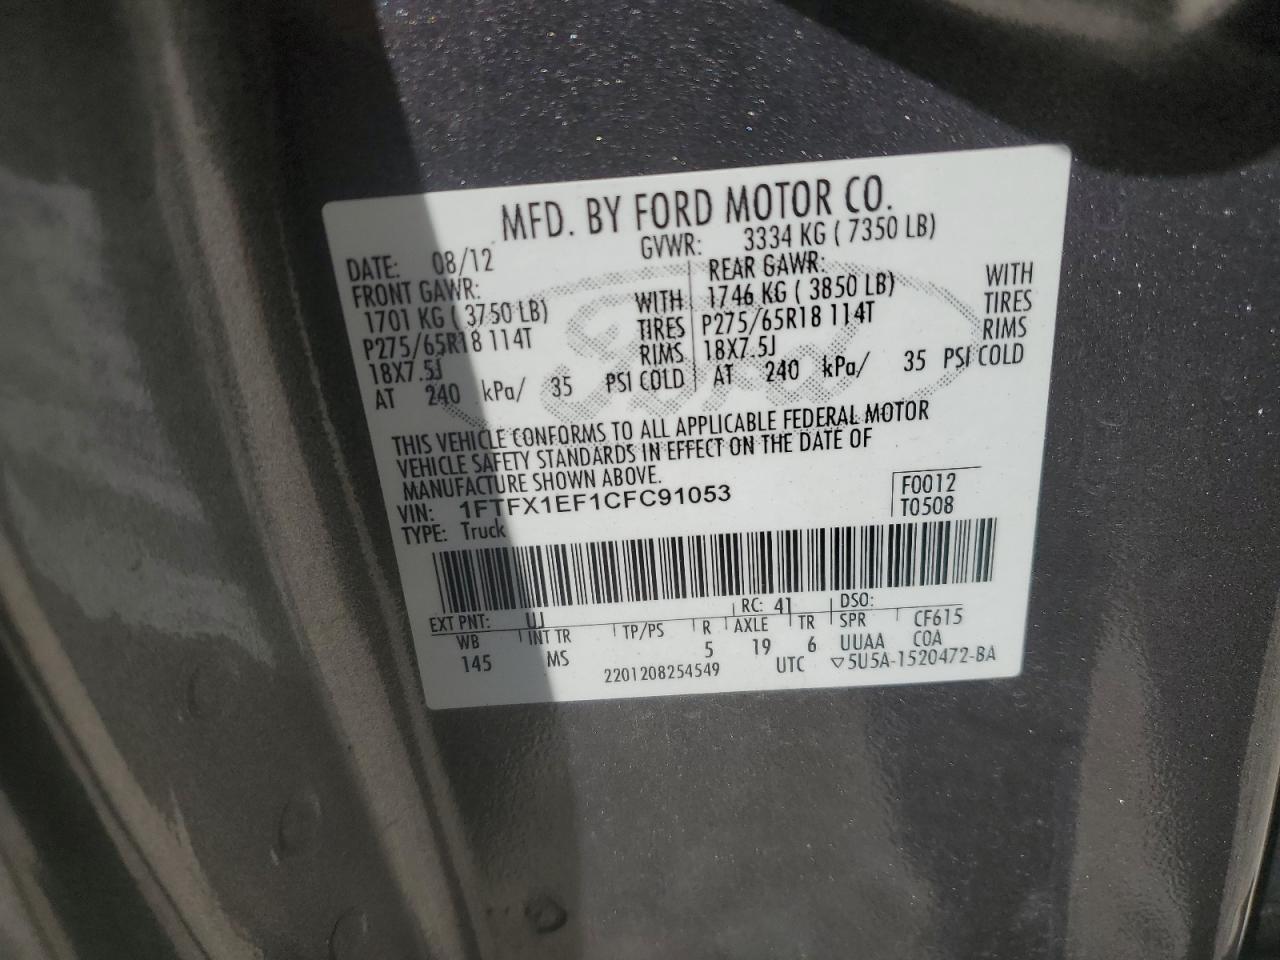 MFD. BY FORD MOTOR CO.
DATE: 08/12 GVWR: 3334 KG ( 7350 LB)
FRONT GAWR: REAR GAWR:
1701 KG ( 3750 LB) WITH 1746 KG ( 3850 LB) WITH
P275/65R18 114T TIRES P275/65R18 114T TIRES
18X7.5J RIMS 18X7.5J RIMS
AT 240 kPa/ 35 PSI COLD AT 240 kPa/ 35 PSI COLD
Ford
THIS VEHICLE CONFORMS TO ALL APPLICABLE FEDERAL MOTOR
VEHICLE SAFETY STANDARDS IN EFFECT ON THE DATE OF
MANUFACTURE SHOWN ABOVE.
VIN: 1FTFX1EF1CFC91053 F0012
TYPE: Truck T0508
EXT PNT: UJ RC: 41 DSO:
WB INT TR TP/PS R AXLE TR SPR CF615
145 MS 5 19 6 UUAA C0A
2201208254549 UTC ▽5U5A-1520472-BA